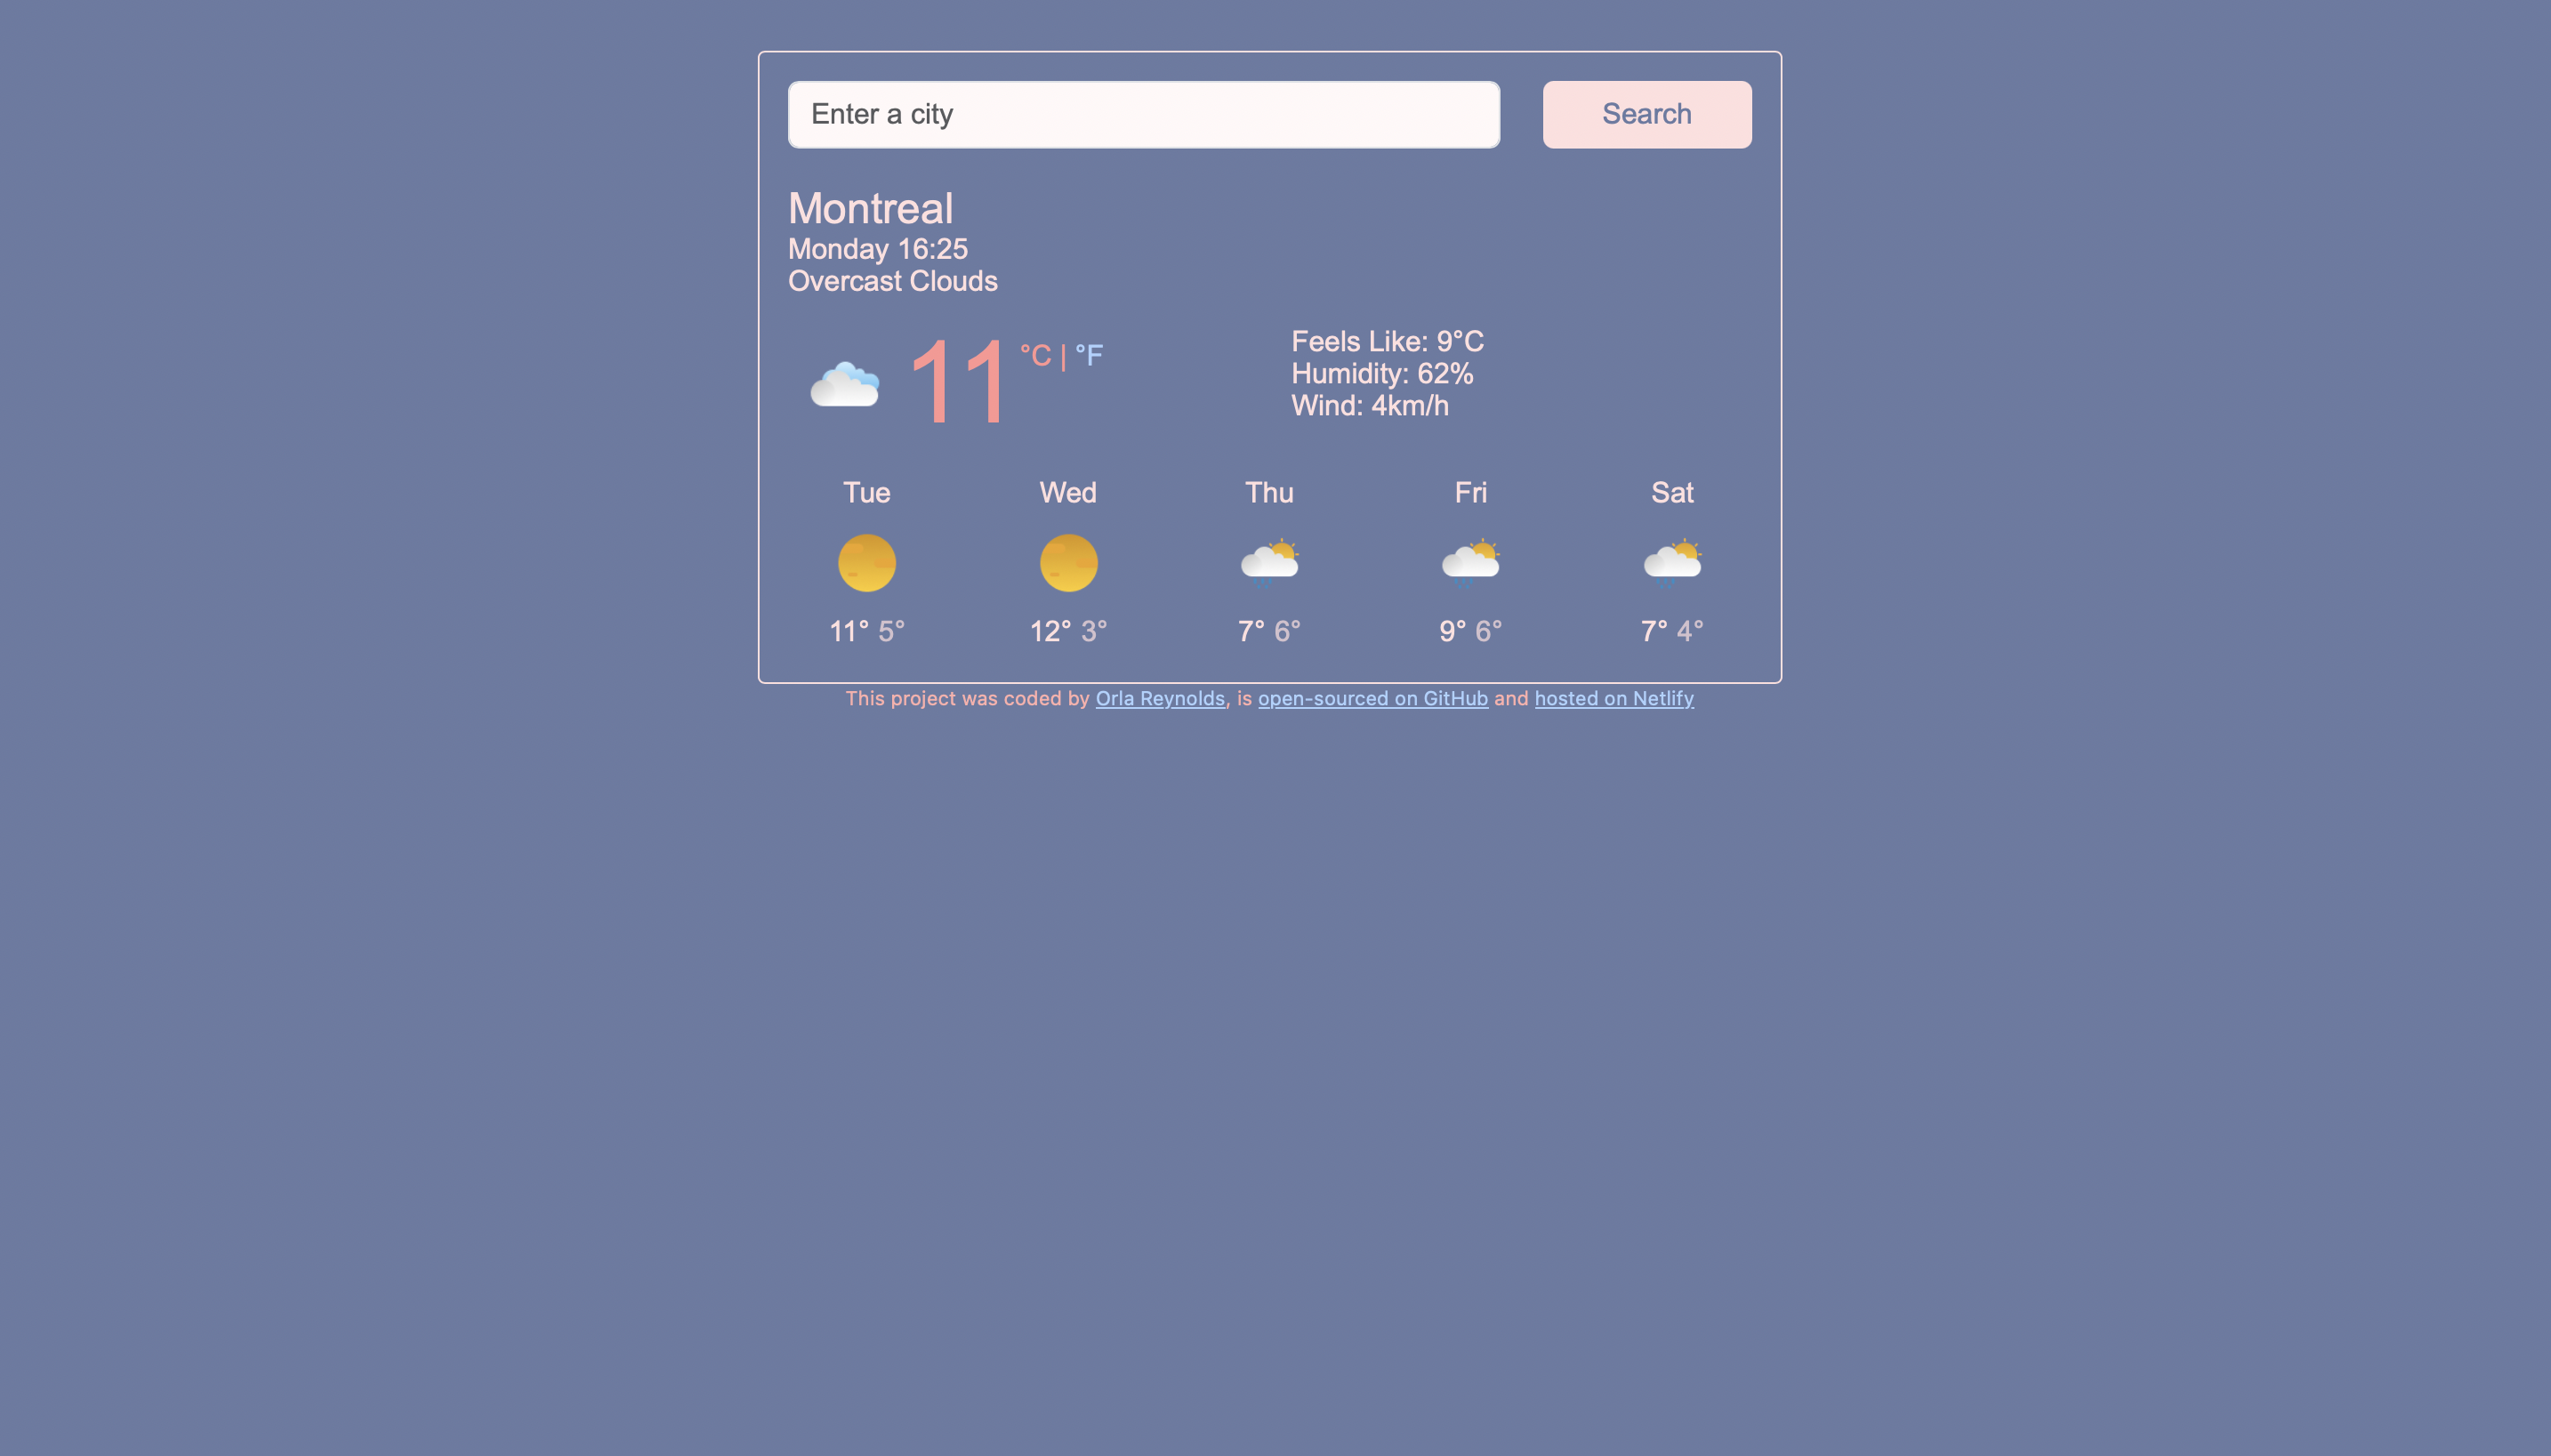 Enter a city
Search
Montreal
Monday 16:25
Overcast Clouds
11 °C | °F
Feels Like: 9°C
Humidity: 62%
Wind: 4km/h
Tue
Wed
Thu
Fri
Sat
11° 5°
12° 3°
7° 6°
9° 6°
7° 4°
This project was coded by Orla Reynolds, is open-sourced on GitHub and hosted on Netlify